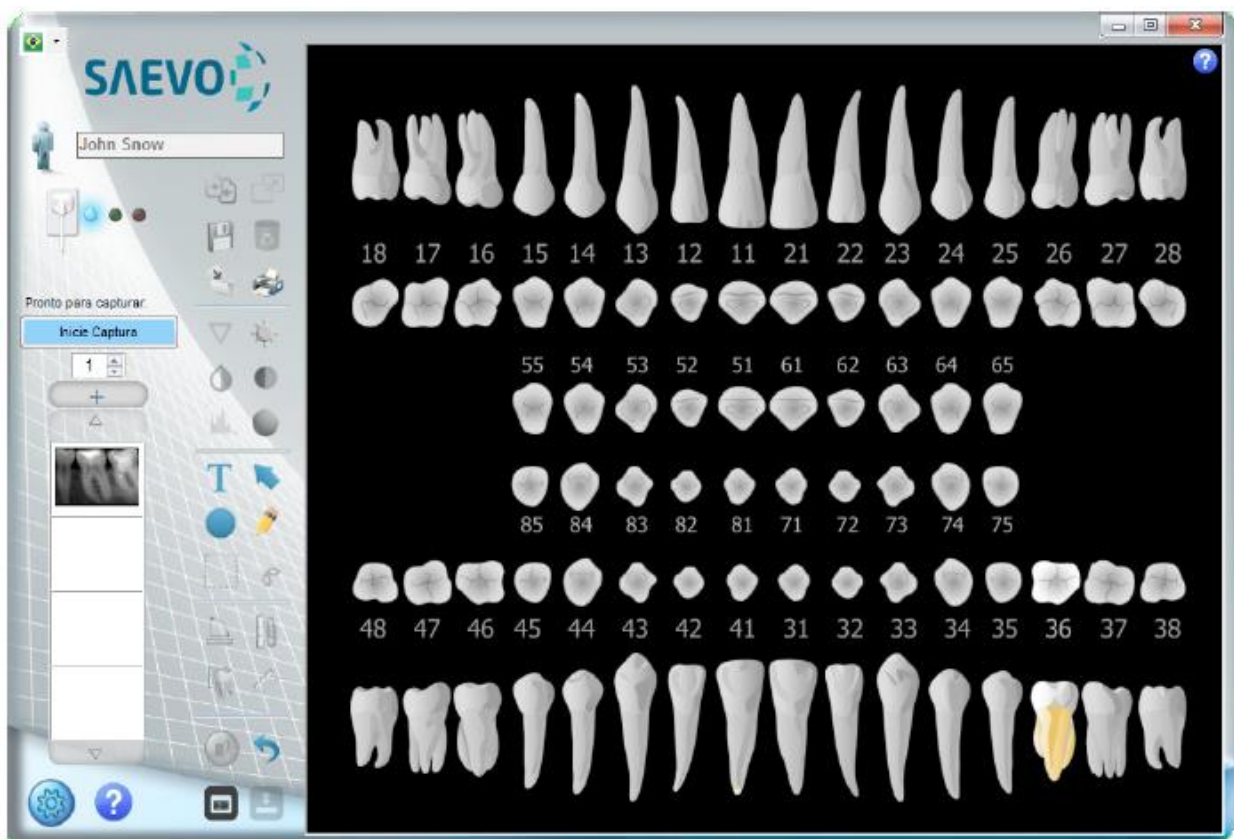 SAEVO
John Snow
Pronto para capturar.
Inicie Captura
1
+
T
?
?
18 17 16 15 14 13 12 11 21 22 23 24 25 26 27 28
55 54 53 52 51 61 62 63 64 65
85 84 83 82 81 71 72 73 74 75
48 47 46 45 44 43 42 41 31 32 33 34 35 36 37 38